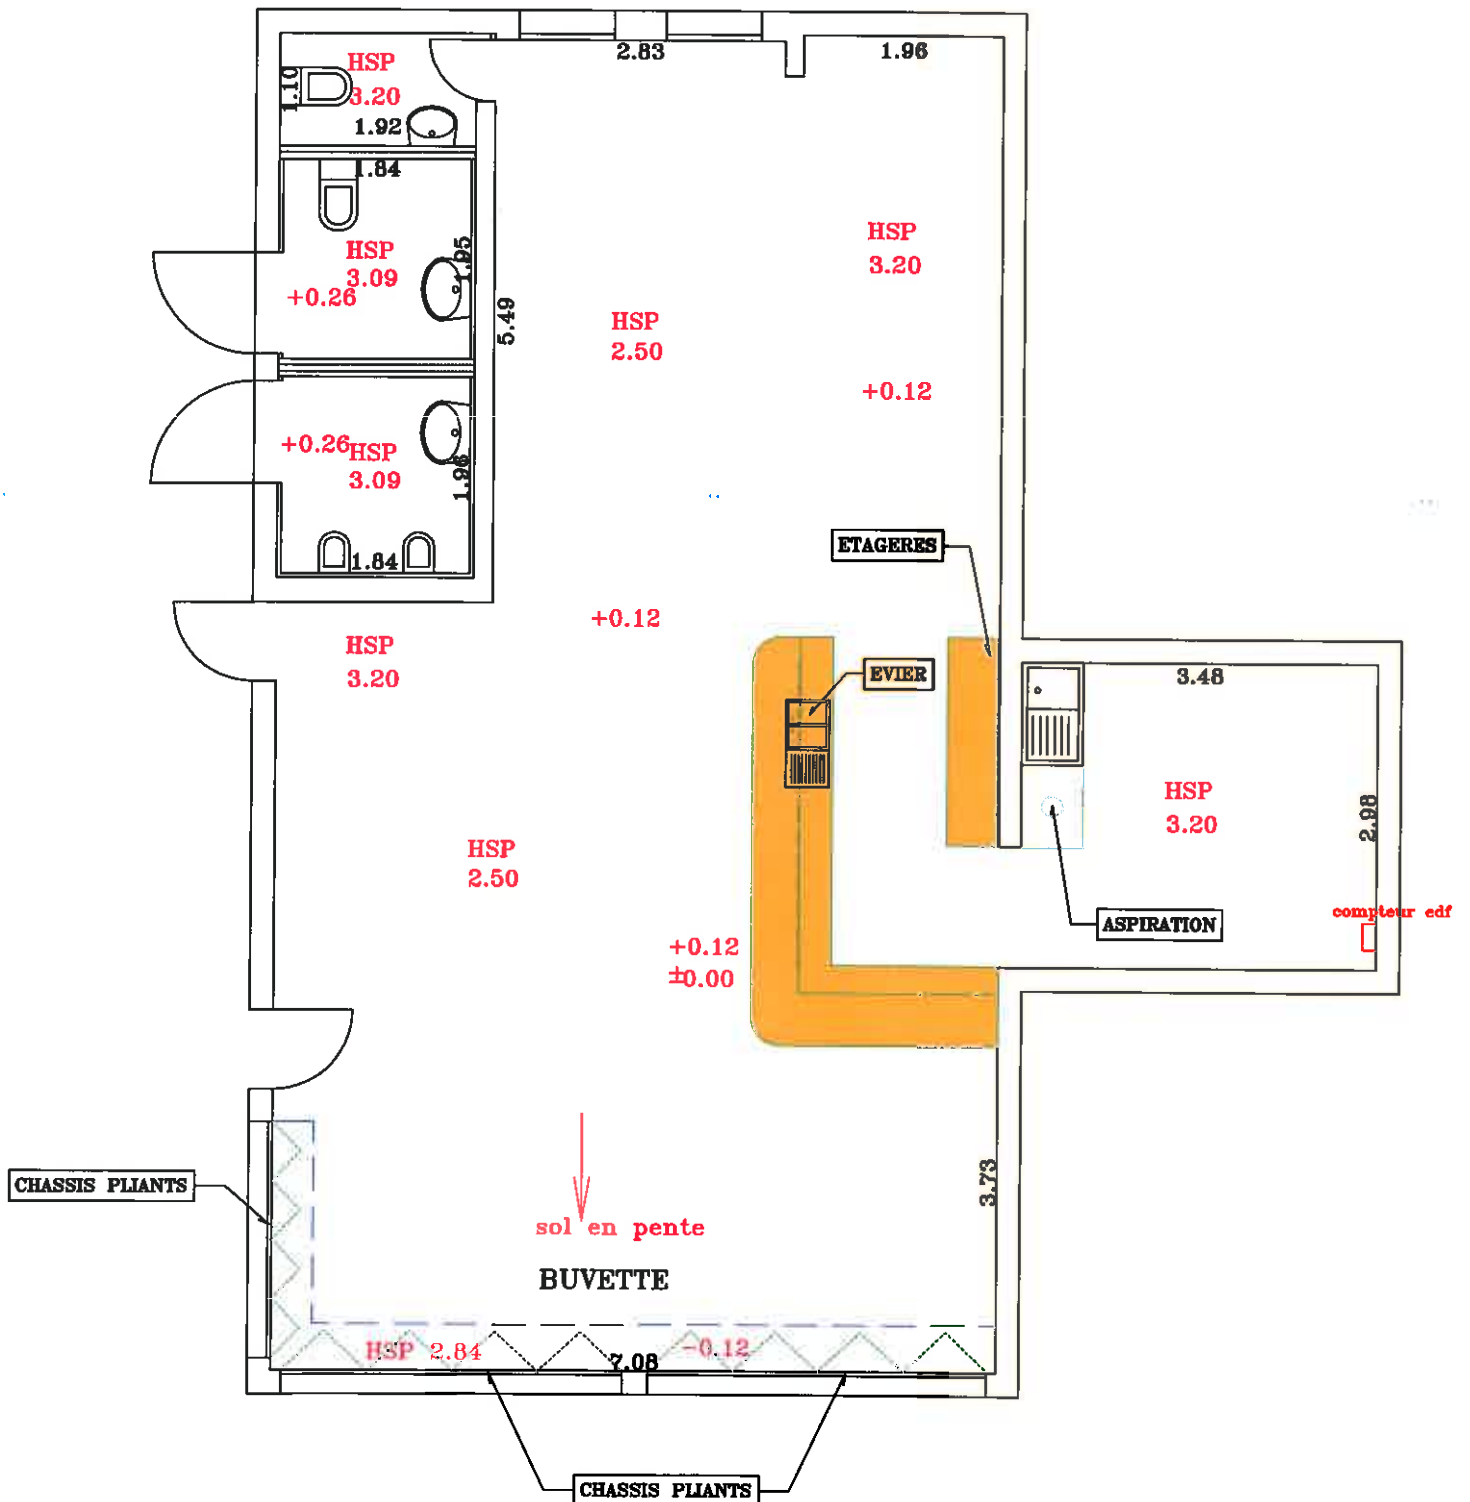 2.83
1.96
HSP
3.20
1.10
1.92
1.84
HSP
3.09
1.95
+0.26
5.49
HSP
3.20
HSP
2.50
+0.12
+0.26
HSP
3.09
1.96
1.84
ETAGERES
+0.12
HSP
3.20
EVIER
3.48
HSP
3.20
2.98
HSP
2.50
compteur edf
ASPIRATION
+0.12
±0.00
3.73
CHASSIS PLIANTS
sol en pente
BUVETTE
HSP 2.84
7.08
-0.12
CHASSIS PLIANTS